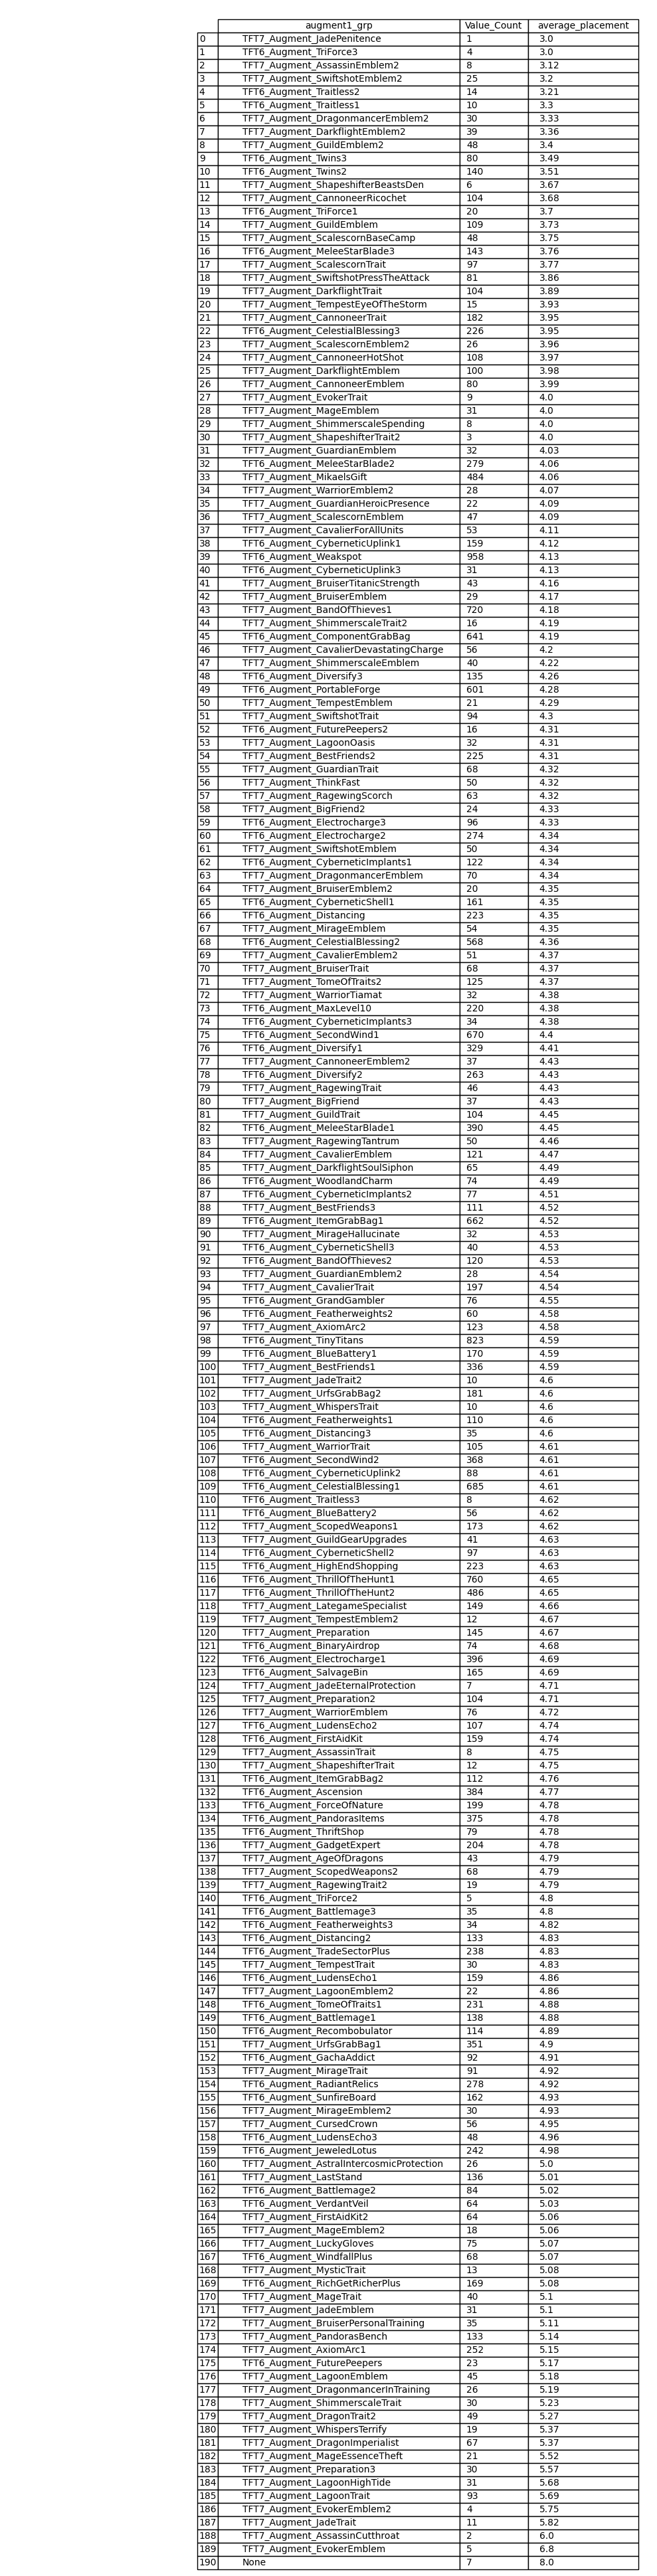 augment1_grp Value_Count average_placement
0 TFT7_Augment_JadePenitence 1 3.0
1 TFT6_Augment_TriForce3 4 3.0
2 TFT7_Augment_AssassinEmblem2 8 3.12
3 TFT7_Augment_SwiftshotEmblem2 25 3.2
4 TFT6_Augment_Traitless2 14 3.21
5 TFT6_Augment_Traitless1 10 3.3
6 TFT7_Augment_DragonmancerEmblem2 30 3.33
7 TFT7_Augment_DarkflightEmblem2 39 3.36
8 TFT7_Augment_GuildEmblem2 48 3.4
9 TFT6_Augment_Twins3 80 3.49
10 TFT6_Augment_Twins2 140 3.51
11 TFT7_Augment_ShapeshifterBeastsDen 6 3.67
12 TFT7_Augment_CannoneerRicochet 104 3.68
13 TFT6_Augment_TriForce1 20 3.7
14 TFT7_Augment_GuildEmblem 109 3.73
15 TFT7_Augment_ScalescornBaseCamp 48 3.75
16 TFT6_Augment_MeleeStarBlade3 143 3.76
17 TFT7_Augment_ScalescornTrait 97 3.77
18 TFT7_Augment_SwiftshotPressTheAttack 81 3.86
19 TFT7_Augment_DarkflightTrait 104 3.89
20 TFT7_Augment_TempestEyeOfTheStorm 15 3.93
21 TFT7_Augment_CannoneerTrait 182 3.95
22 TFT6_Augment_CelestialBlessing3 226 3.95
23 TFT7_Augment_ScalescornEmblem2 26 3.96
24 TFT7_Augment_CannoneerHotShot 108 3.97
25 TFT7_Augment_DarkflightEmblem 100 3.98
26 TFT7_Augment_CannoneerEmblem 80 3.99
27 TFT7_Augment_EvokerTrait 9 4.0
28 TFT7_Augment_MageEmblem 31 4.0
29 TFT7_Augment_ShimmerscaleSpending 8 4.0
30 TFT7_Augment_ShapeshifterTrait2 3 4.0
31 TFT7_Augment_GuardianEmblem 32 4.03
32 TFT6_Augment_MeleeStarBlade2 279 4.06
33 TFT7_Augment_MikaelsGift 484 4.06
34 TFT7_Augment_WarriorEmblem2 28 4.07
35 TFT7_Augment_GuardianHeroicPresence 22 4.09
36 TFT7_Augment_ScalescornEmblem 47 4.09
37 TFT7_Augment_CavalierForAllUnits 53 4.11
38 TFT6_Augment_CyberneticUplink1 159 4.12
39 TFT6_Augment_Weakspot 958 4.13
40 TFT6_Augment_CyberneticUplink3 31 4.13
41 TFT7_Augment_BruiserTitanicStrength 43 4.16
42 TFT7_Augment_BruiserEmblem 29 4.17
43 TFT7_Augment_BandOfThieves1 720 4.18
44 TFT7_Augment_ShimmerscaleTrait2 16 4.19
45 TFT6_Augment_ComponentGrabBag 641 4.19
46 TFT7_Augment_CavalierDevastatingCharge 56 4.2
47 TFT7_Augment_ShimmerscaleEmblem 40 4.22
48 TFT6_Augment_Diversify3 135 4.26
49 TFT6_Augment_PortableForge 601 4.28
50 TFT7_Augment_TempestEmblem 21 4.29
51 TFT7_Augment_SwiftshotTrait 94 4.3
52 TFT6_Augment_FuturePeepers2 16 4.31
53 TFT7_Augment_LagoonOasis 32 4.31
54 TFT7_Augment_BestFriends2 225 4.31
55 TFT7_Augment_GuardianTrait 68 4.32
56 TFT7_Augment_ThinkFast 50 4.32
57 TFT7_Augment_RagewingScorch 63 4.32
58 TFT7_Augment_BigFriend2 24 4.33
59 TFT6_Augment_Electrocharge3 96 4.33
60 TFT6_Augment_Electrocharge2 274 4.34
61 TFT7_Augment_SwiftshotEmblem 50 4.34
62 TFT6_Augment_CyberneticImplants1 122 4.34
63 TFT7_Augment_DragonmancerEmblem 70 4.34
64 TFT7_Augment_BruiserEmblem2 20 4.35
65 TFT6_Augment_CyberneticShell1 161 4.35
66 TFT6_Augment_Distancing 223 4.35
67 TFT7_Augment_MirageEmblem 54 4.35
68 TFT6_Augment_CelestialBlessing2 568 4.36
69 TFT7_Augment_CavalierEmblem2 51 4.37
70 TFT7_Augment_BruiserTrait 68 4.37
71 TFT7_Augment_TomeOfTraits2 125 4.37
72 TFT7_Augment_WarriorTiamat 32 4.38
73 TFT6_Augment_MaxLevel10 220 4.38
74 TFT6_Augment_CyberneticImplants3 34 4.38
75 TFT6_Augment_SecondWind1 670 4.4
76 TFT6_Augment_Diversify1 329 4.41
77 TFT7_Augment_CannoneerEmblem2 37 4.43
78 TFT6_Augment_Diversify2 263 4.43
79 TFT7_Augment_RagewingTrait 46 4.43
80 TFT7_Augment_BigFriend 37 4.43
81 TFT7_Augment_GuildTrait 104 4.45
82 TFT6_Augment_MeleeStarBlade1 390 4.45
83 TFT7_Augment_RagewingTantrum 50 4.46
84 TFT7_Augment_CavalierEmblem 121 4.47
85 TFT7_Augment_DarkflightSoulSiphon 65 4.49
86 TFT6_Augment_WoodlandCharm 74 4.49
87 TFT6_Augment_CyberneticImplants2 77 4.51
88 TFT7_Augment_BestFriends3 111 4.52
89 TFT6_Augment_ItemGrabBag1 662 4.52
90 TFT7_Augment_MirageHallucinate 32 4.53
91 TFT6_Augment_CyberneticShell3 40 4.53
92 TFT6_Augment_BandOfThieves2 120 4.53
93 TFT7_Augment_GuardianEmblem2 28 4.54
94 TFT7_Augment_CavalierTrait 197 4.54
95 TFT6_Augment_GrandGambler 76 4.55
96 TFT6_Augment_Featherweights2 60 4.58
97 TFT7_Augment_AxiomArc2 123 4.58
98 TFT6_Augment_TinyTitans 823 4.59
99 TFT6_Augment_BlueBattery1 170 4.59
100 TFT7_Augment_BestFriends1 336 4.59
101 TFT7_Augment_JadeTrait2 10 4.6
102 TFT7_Augment_UrfsGrabBag2 181 4.6
103 TFT7_Augment_WhispersTrait 10 4.6
104 TFT6_Augment_Featherweights1 110 4.6
105 TFT6_Augment_Distancing3 35 4.6
106 TFT7_Augment_WarriorTrait 105 4.61
107 TFT6_Augment_SecondWind2 368 4.61
108 TFT6_Augment_CyberneticUplink2 88 4.61
109 TFT6_Augment_CelestialBlessing1 685 4.61
110 TFT6_Augment_Traitless3 8 4.62
111 TFT6_Augment_BlueBattery2 56 4.62
112 TFT7_Augment_ScopedWeapons1 173 4.62
113 TFT7_Augment_GuildGearUpgrades 41 4.63
114 TFT6_Augment_CyberneticShell2 97 4.63
115 TFT6_Augment_HighEndShopping 223 4.63
116 TFT6_Augment_ThrillOfTheHunt1 760 4.65
117 TFT6_Augment_ThrillOfTheHunt2 486 4.65
118 TFT7_Augment_LategameSpecialist 149 4.66
119 TFT7_Augment_TempestEmblem2 12 4.67
120 TFT7_Augment_Preparation 145 4.67
121 TFT6_Augment_BinaryAirdrop 74 4.68
122 TFT6_Augment_Electrocharge1 396 4.69
123 TFT6_Augment_SalvageBin 165 4.69
124 TFT7_Augment_JadeEternalProtection 7 4.71
125 TFT7_Augment_Preparation2 104 4.71
126 TFT7_Augment_WarriorEmblem 76 4.72
127 TFT6_Augment_LudensEcho2 107 4.74
128 TFT6_Augment_FirstAidKit 159 4.74
129 TFT7_Augment_AssassinTrait 8 4.75
130 TFT7_Augment_ShapeshifterTrait 12 4.75
131 TFT6_Augment_ItemGrabBag2 112 4.76
132 TFT6_Augment_Ascension 384 4.77
133 TFT6_Augment_ForceOfNature 199 4.78
134 TFT6_Augment_PandorasItems 375 4.78
135 TFT6_Augment_ThriftShop 79 4.78
136 TFT7_Augment_GadgetExpert 204 4.78
137 TFT7_Augment_AgeOfDragons 43 4.79
138 TFT7_Augment_ScopedWeapons2 68 4.79
139 TFT7_Augment_RagewingTrait2 19 4.79
140 TFT6_Augment_TriForce2 5 4.8
141 TFT6_Augment_Battlemage3 35 4.8
142 TFT6_Augment_Featherweights3 34 4.82
143 TFT6_Augment_Distancing2 133 4.83
144 TFT6_Augment_TradeSectorPlus 238 4.83
145 TFT7_Augment_TempestTrait 30 4.83
146 TFT6_Augment_LudensEcho1 159 4.86
147 TFT7_Augment_LagoonEmblem2 22 4.86
148 TFT6_Augment_TomeOfTraits1 231 4.88
149 TFT6_Augment_Battlemage1 138 4.88
150 TFT6_Augment_Recombobulator 114 4.89
151 TFT7_Augment_UrfsGrabBag1 351 4.9
152 TFT7_Augment_GachaAddict 92 4.91
153 TFT7_Augment_MirageTrait 91 4.92
154 TFT6_Augment_RadiantRelics 278 4.92
155 TFT6_Augment_SunfireBoard 162 4.93
156 TFT7_Augment_MirageEmblem2 30 4.93
157 TFT7_Augment_CursedCrown 56 4.95
158 TFT6_Augment_LudensEcho3 48 4.96
159 TFT6_Augment_JeweledLotus 242 4.98
160 TFT7_Augment_AstralIntercosmicProtection 26 5.0
161 TFT7_Augment_LastStand 136 5.01
162 TFT6_Augment_Battlemage2 84 5.02
163 TFT6_Augment_VerdantVeil 64 5.03
164 TFT7_Augment_FirstAidKit2 64 5.06
165 TFT7_Augment_MageEmblem2 18 5.06
166 TFT7_Augment_LuckyGloves 75 5.07
167 TFT6_Augment_WindfallPlus 68 5.07
168 TFT7_Augment_MysticTrait 13 5.08
169 TFT6_Augment_RichGetRicherPlus 169 5.08
170 TFT7_Augment_MageTrait 40 5.1
171 TFT7_Augment_JadeEmblem 31 5.1
172 TFT7_Augment_BruiserPersonalTraining 35 5.11
173 TFT7_Augment_PandorasBench 133 5.14
174 TFT7_Augment_AxiomArc1 252 5.15
175 TFT6_Augment_FuturePeepers 23 5.17
176 TFT7_Augment_LagoonEmblem 45 5.18
177 TFT7_Augment_DragonmancerInTraining 26 5.19
178 TFT7_Augment_ShimmerscaleTrait 30 5.23
179 TFT7_Augment_DragonTrait2 49 5.27
180 TFT7_Augment_WhispersTerrify 19 5.37
181 TFT7_Augment_DragonImperialist 67 5.37
182 TFT7_Augment_MageEssenceTheft 21 5.52
183 TFT7_Augment_Preparation3 30 5.57
184 TFT7_Augment_LagoonHighTide 31 5.68
185 TFT7_Augment_LagoonTrait 93 5.69
186 TFT7_Augment_EvokerEmblem2 4 5.75
187 TFT7_Augment_JadeTrait 11 5.82
188 TFT7_Augment_AssassinCutthroat 2 6.0
189 TFT7_Augment_EvokerEmblem 5 6.8
190 None 7 8.0